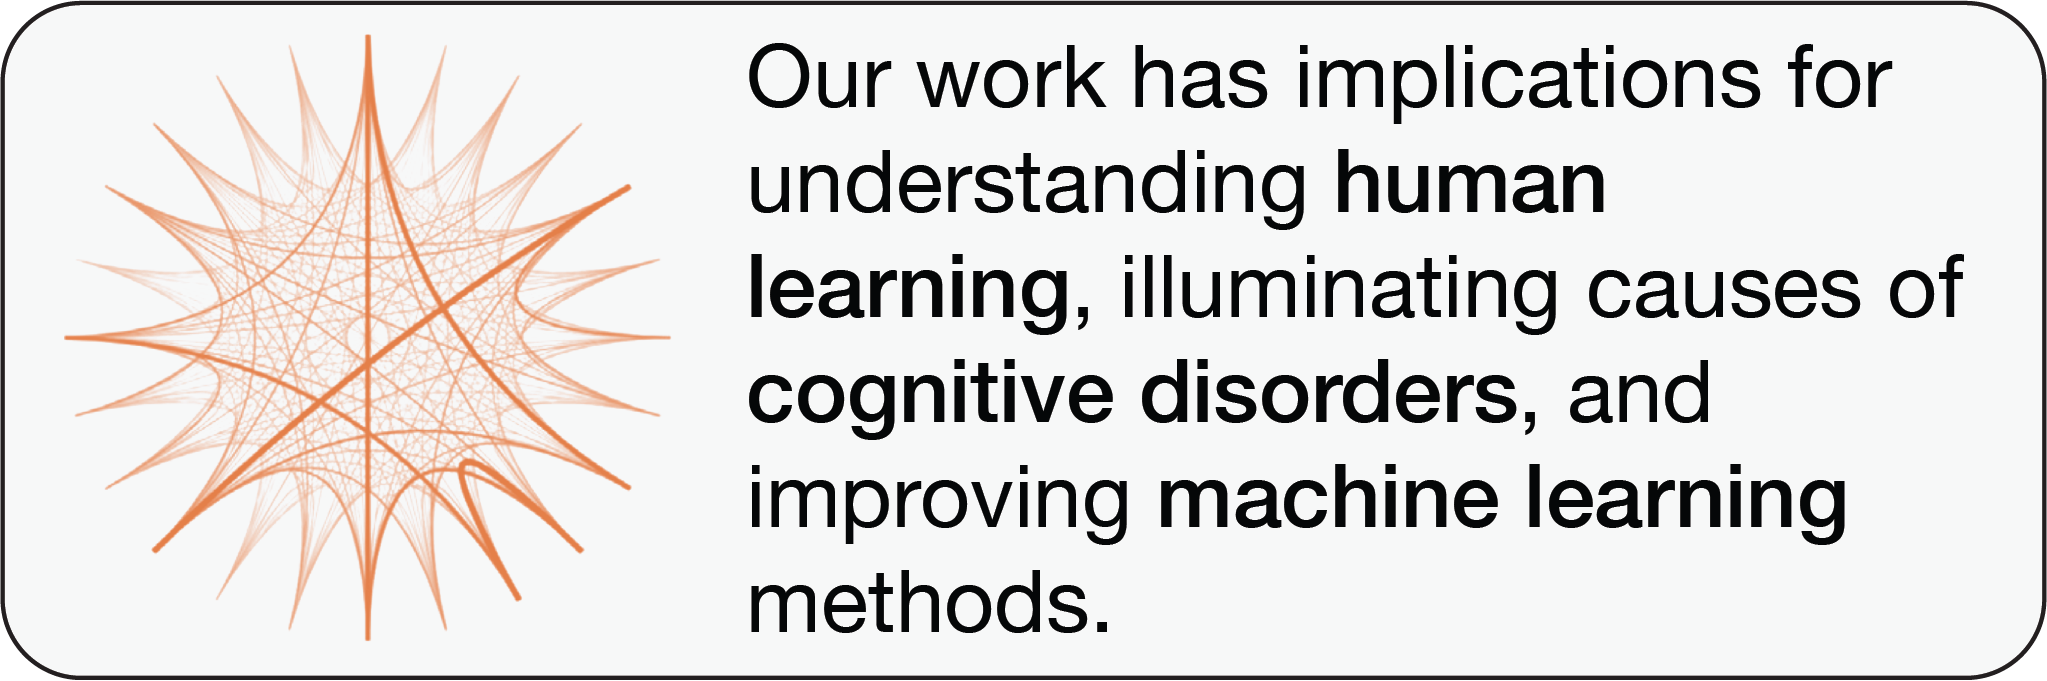 Our work has implications for
understanding human
learning, illuminating causes of
cognitive disorders, and
improving machine learning
methods.